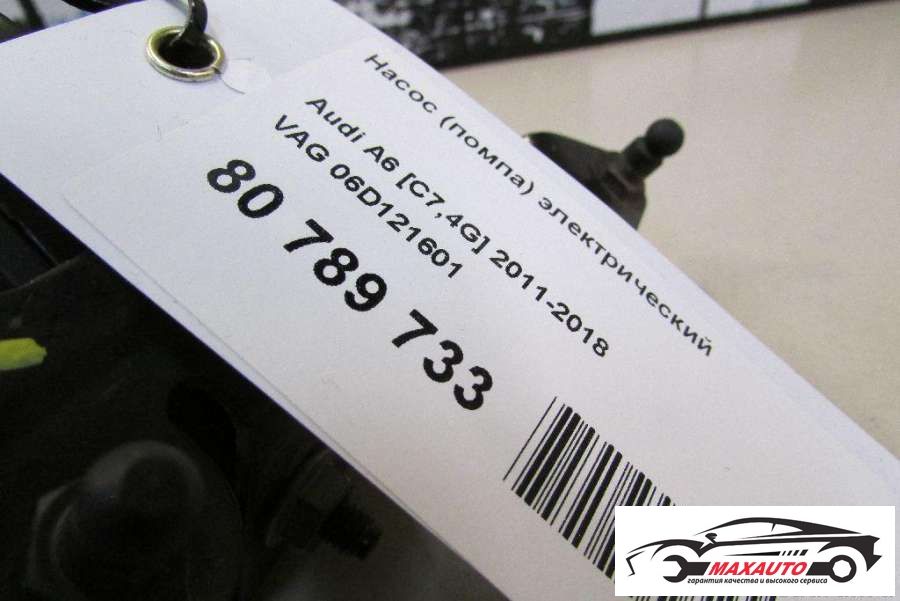 Насос (помпа) электрический
Audi A6 [C7,4G] 2011-2018
VAG 06D121601
80 789 733
MAXAUTO
гарантия качества и высокого сервиса